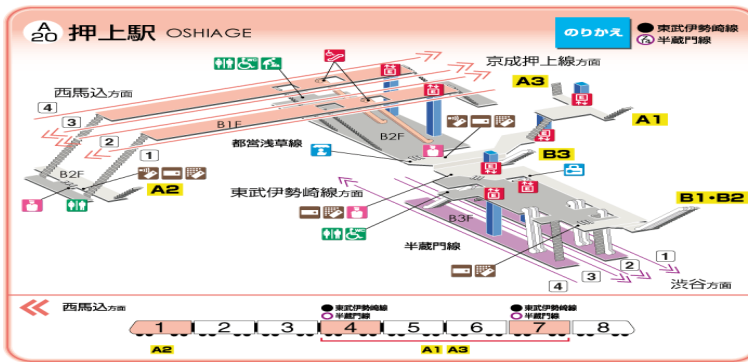 A
20
押上駅 OSHIAGE
のりかえ
東武伊勢崎線
半蔵門線
京成押上線方面
西馬込方面
A3
A1
4
3
2
1
B1F
B2F
都営浅草線
B2F
B3
A2
東武伊勢崎線方面
B1・B2
B3F
半蔵門線
1
2
3
4
渋谷方面
西馬込方面
東武伊勢崎線
半蔵門線
東武伊勢崎線
半蔵門線
1 2 3 4 5 6 7 8
A2
A1 A3